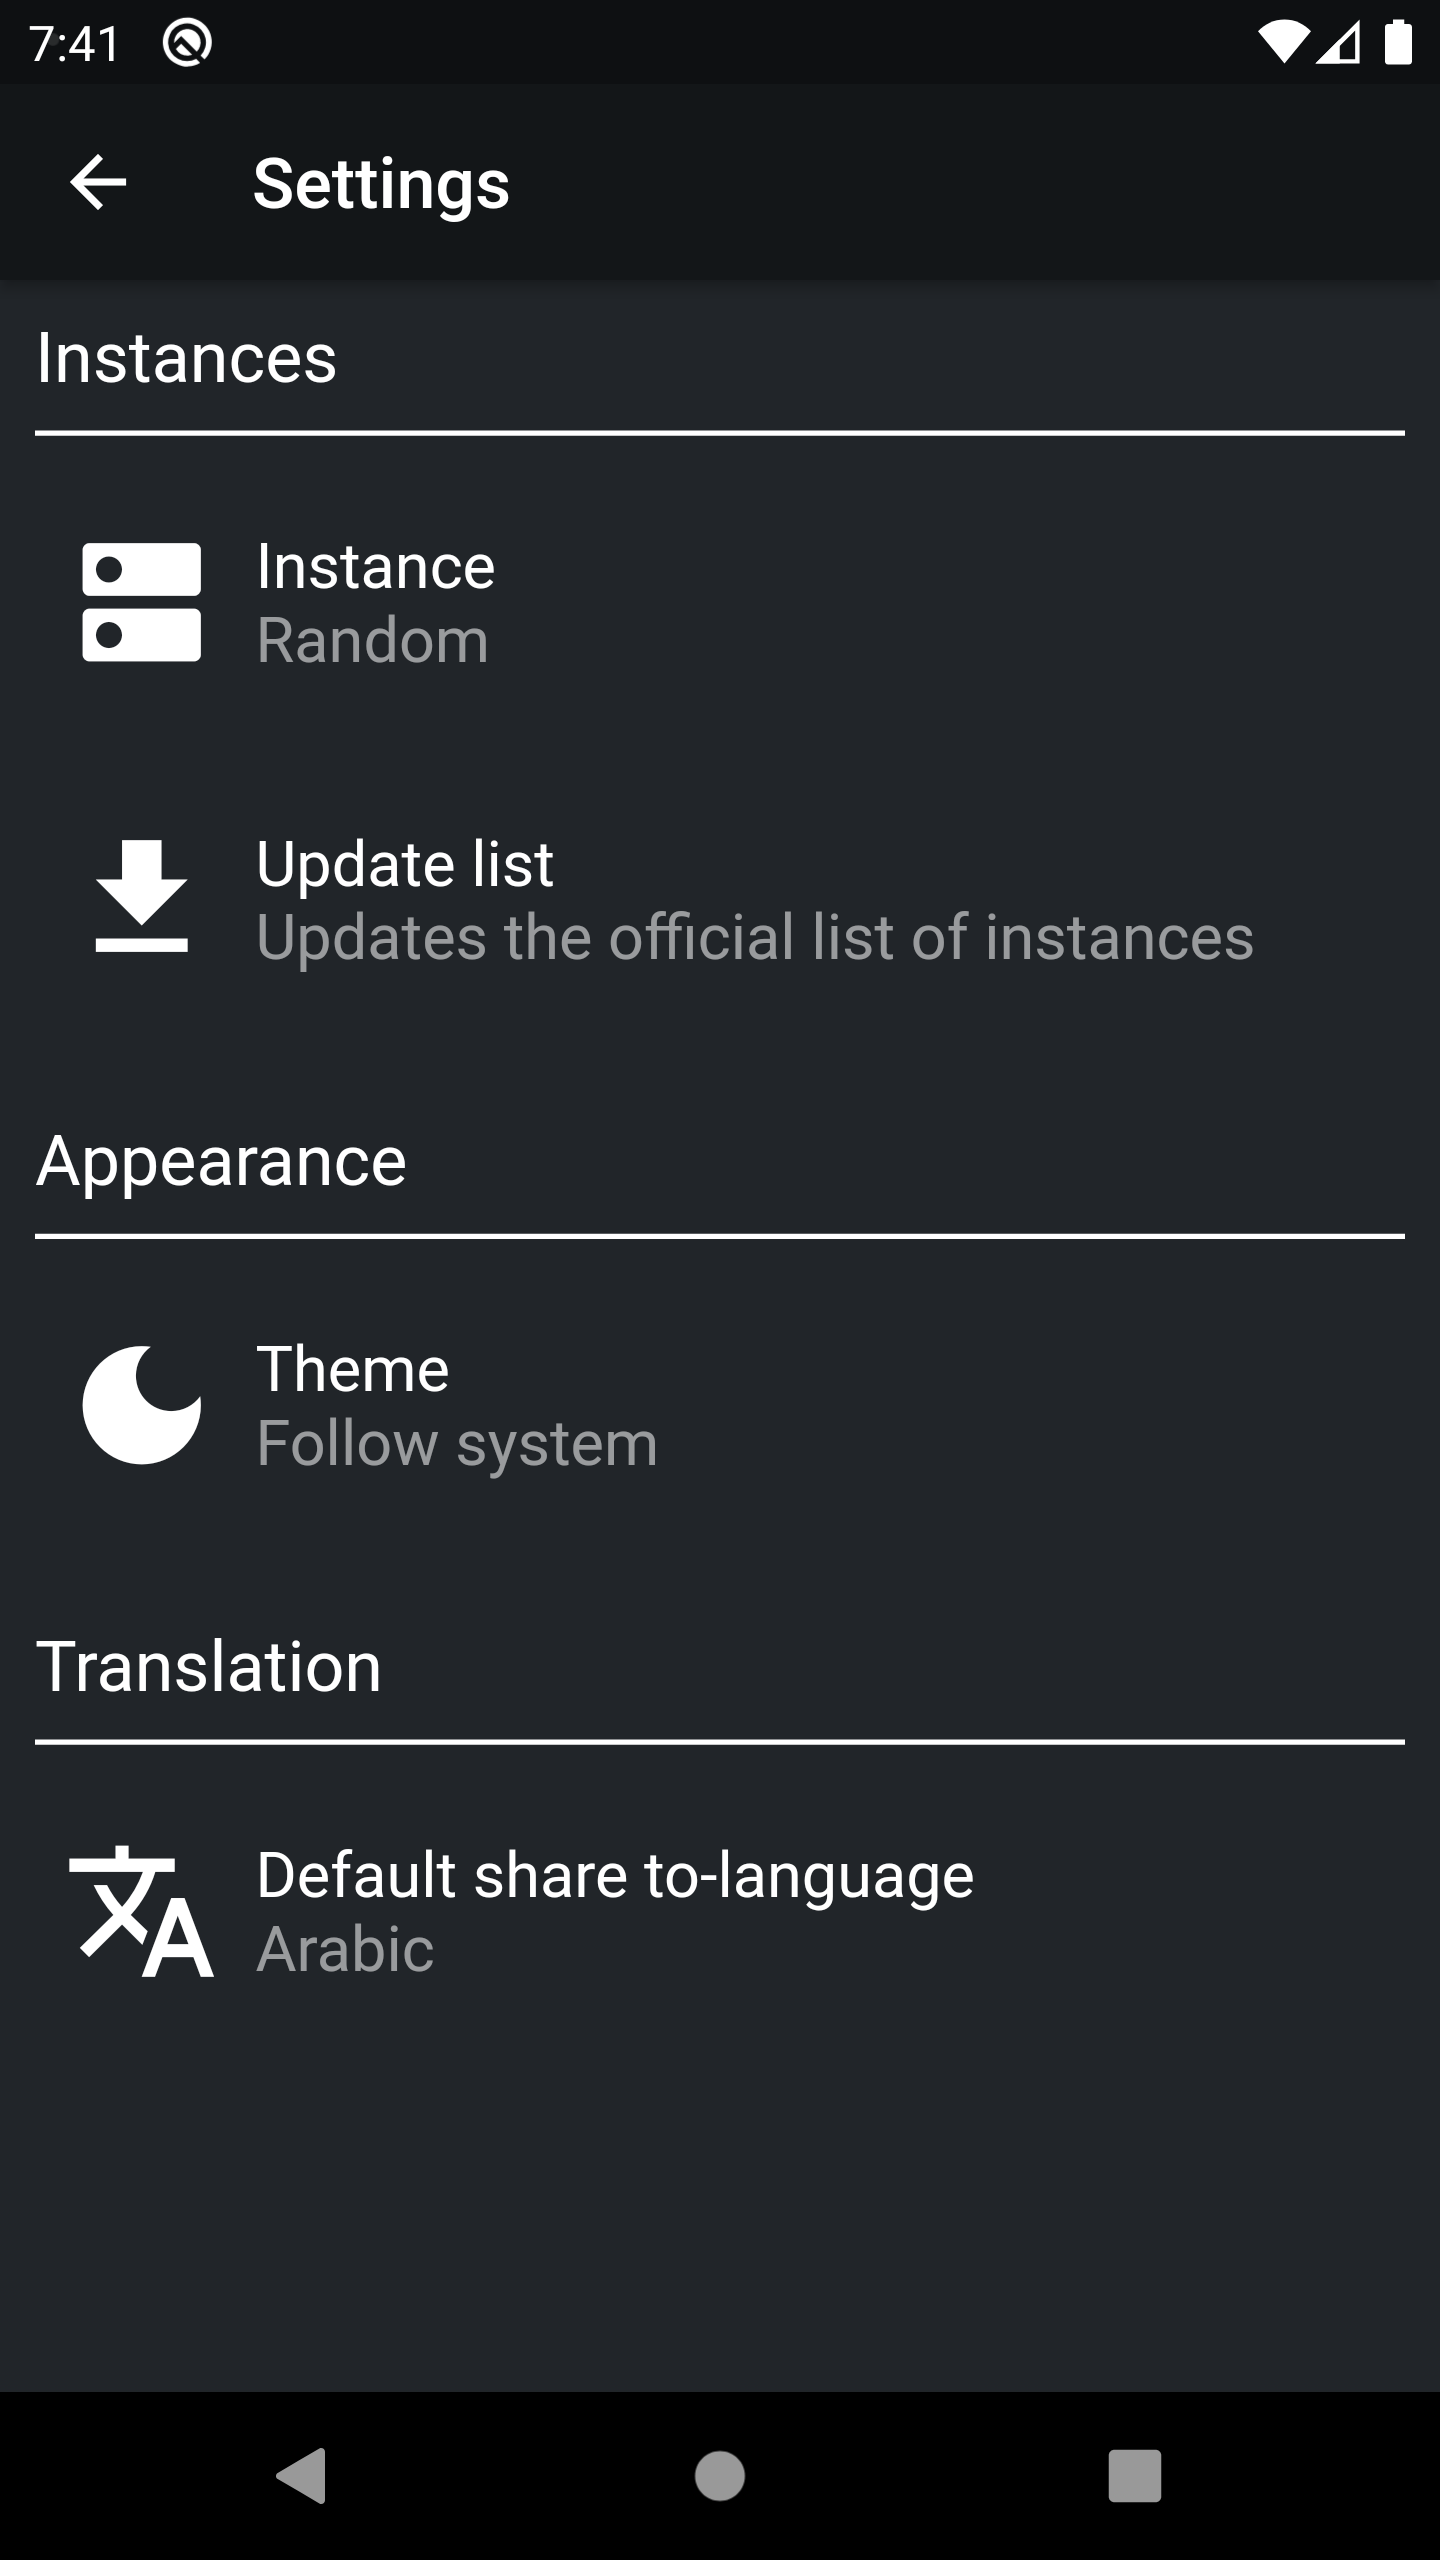 7:41
Settings
Instances
Instance
Random
Update list
Updates the official list of instances
Appearance
Theme
Follow system
Translation
Default share to-language
Arabic